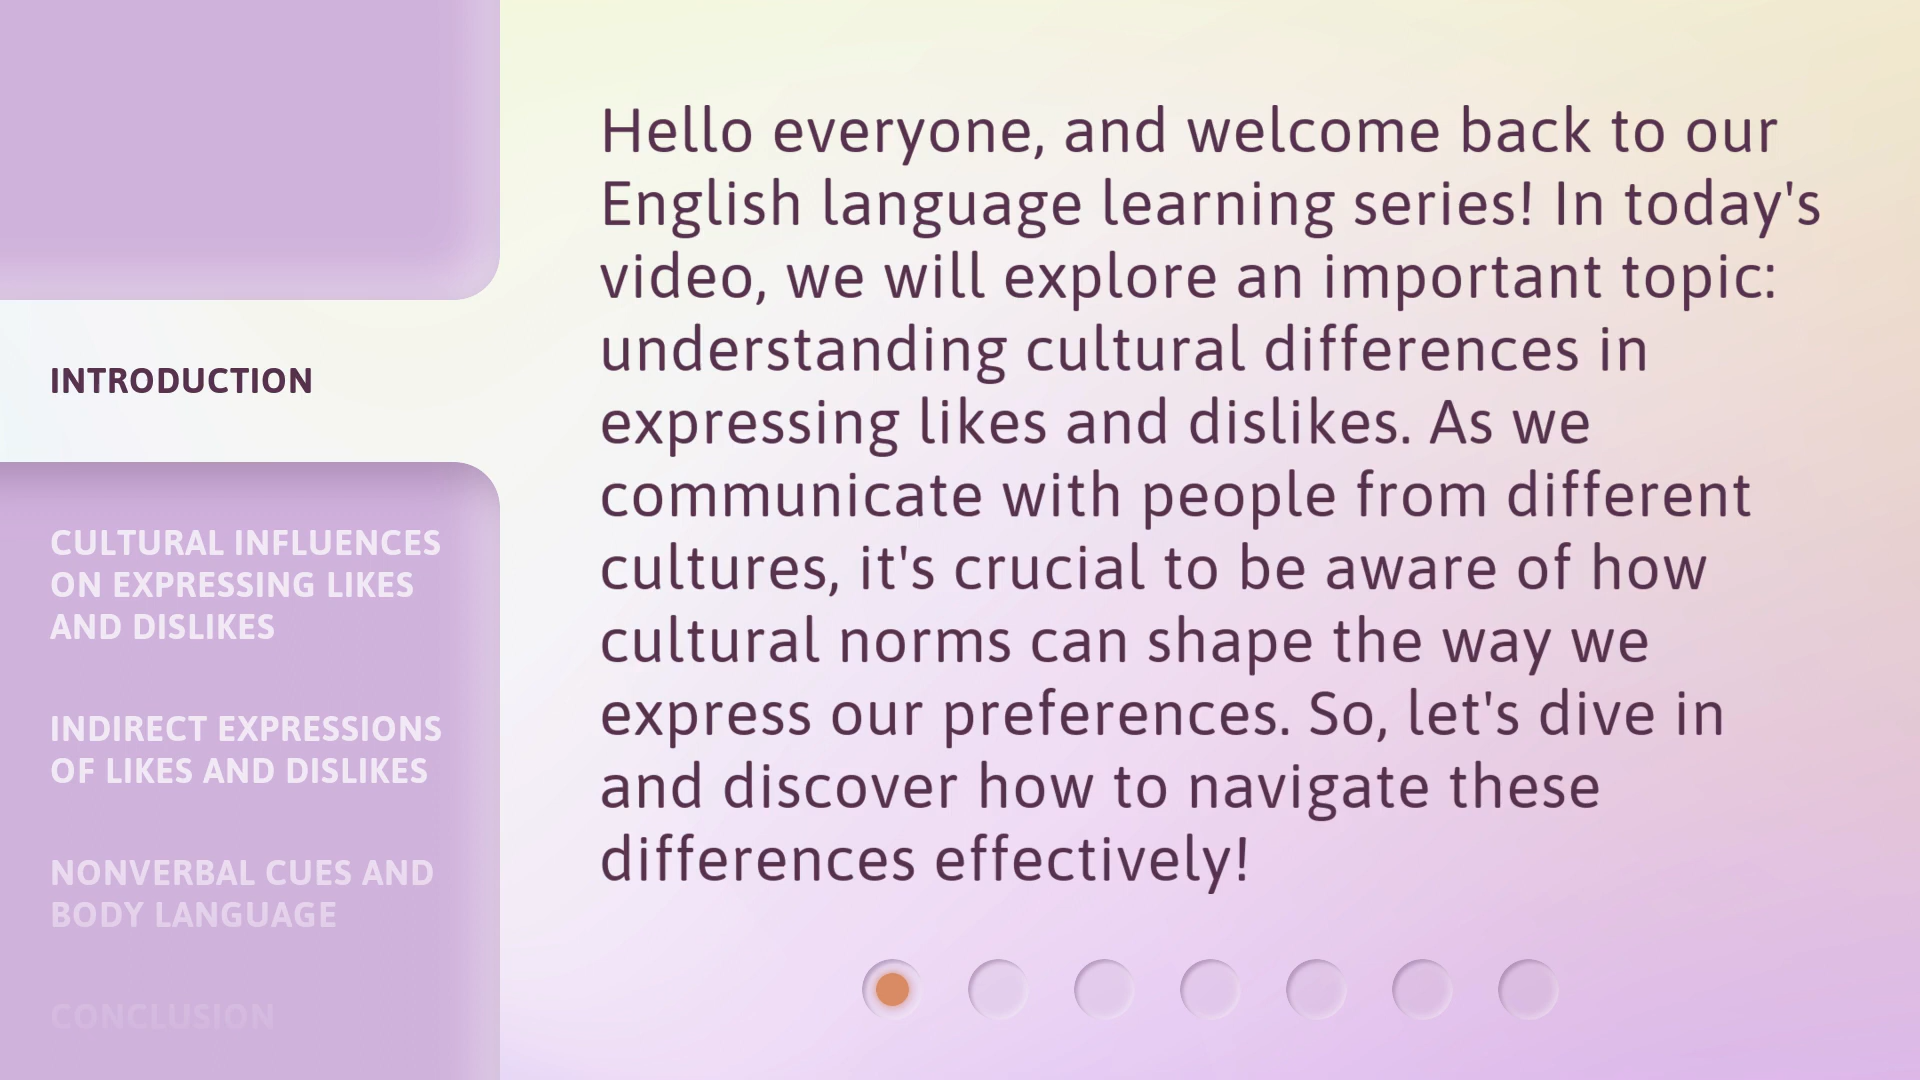 INTRODUCTION
CULTURAL INFLUENCES
ON EXPRESSING LIKES
AND DISLIKES
INDIRECT EXPRESSIONS
OF LIKES AND DISLIKES
NONVERBAL CUES AND
BODY LANGUAGE
CONCLUSION
Hello everyone, and welcome back to our
English language learning series! In today's
video, we will explore an important topic:
understanding cultural differences in
expressing likes and dislikes. As we
communicate with people from different
cultures, it's crucial to be aware of how
cultural norms can shape the way we
express our preferences. So, let's dive in
and discover how to navigate these
differences effectively!